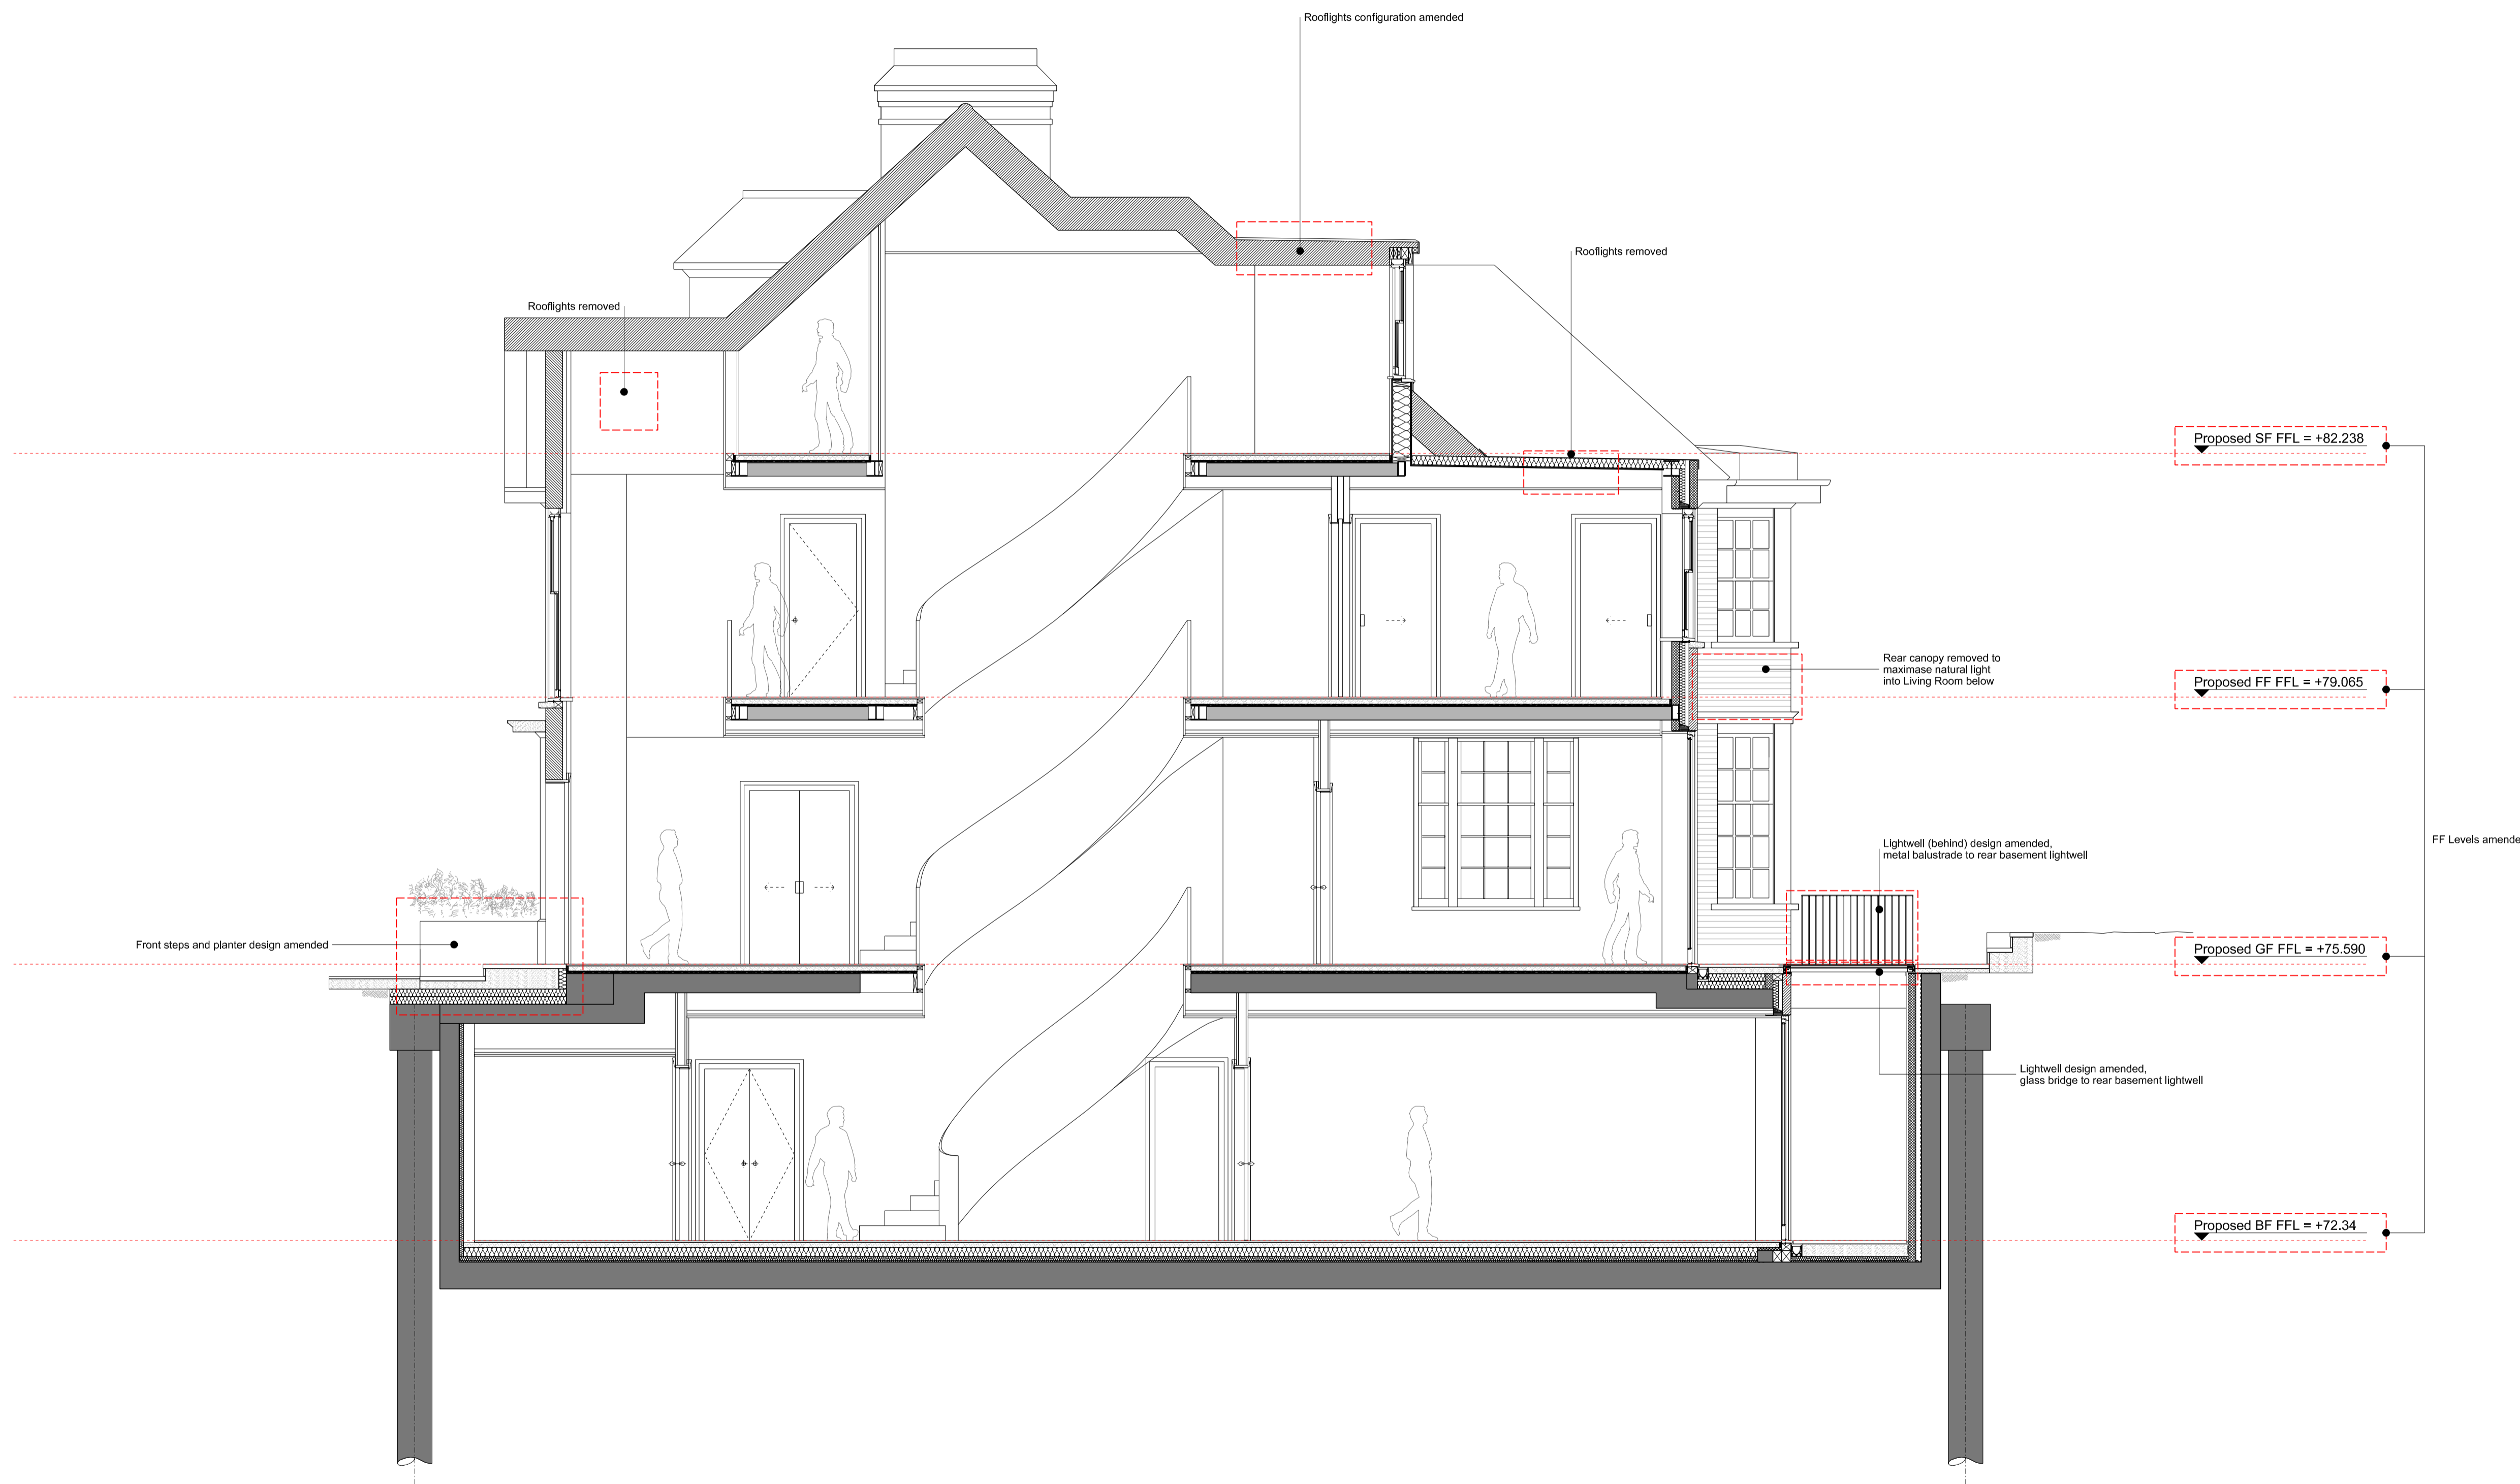 Rooflights configuration amended
Rooflights removed
Rooflights removed
Proposed SF FFL = +82.238
Rear canopy removed to
maximase natural light
into Living Room below
Proposed FF FFL = +79.065
Lightwell (behind) design amended,
metal balustrade to rear basement lightwell
FF Levels amende
Front steps and planter design amended
Proposed GF FFL = +75.590
Lightwell design amended,
glass bridge to rear basement lightwell
Proposed BF FFL = +72.34